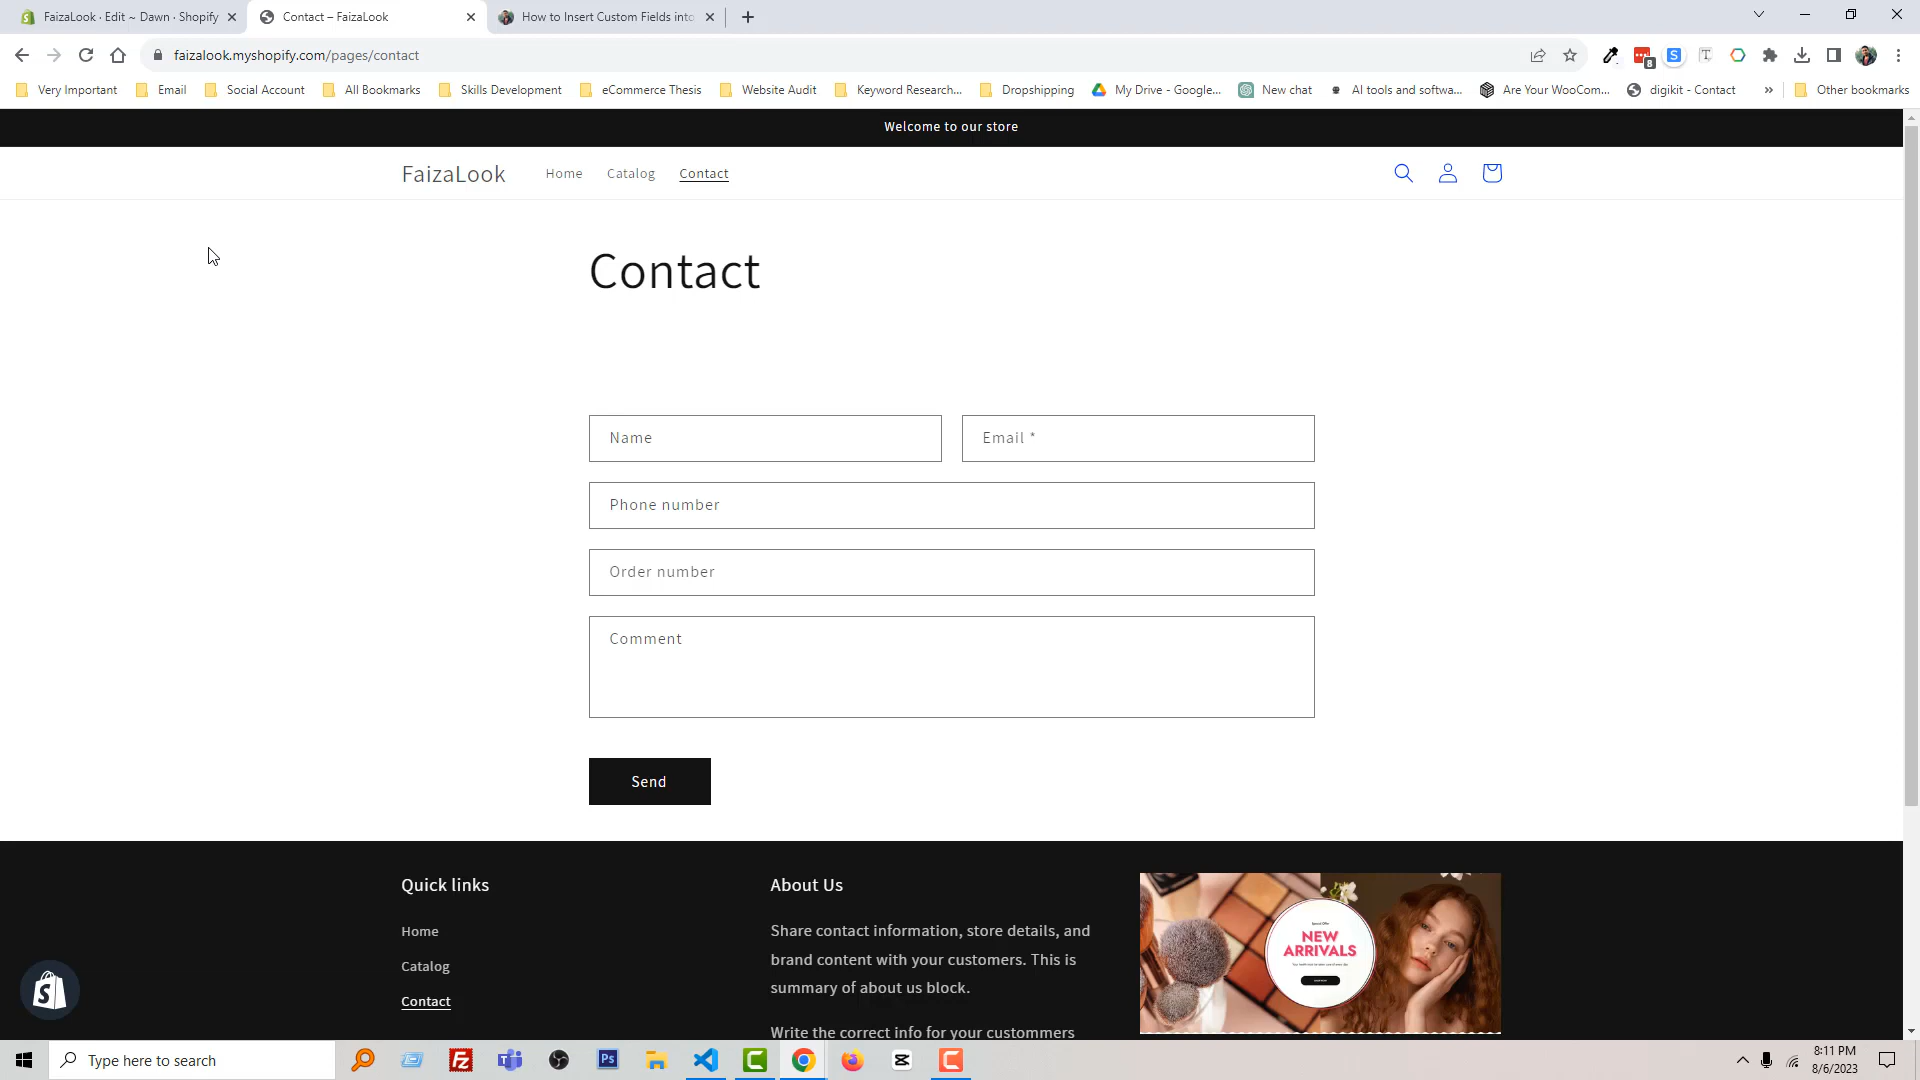 FaizaLook · Edit ~ Dawn · Shopify
Contact – FaizaLook
How to Insert Custom Fields into
faizalook.myshopify.com/pages/contact
8
Very Important
Email
Social Account
All Bookmarks
Skills Development
eCommerce Thesis
Website Audit
Keyword Research...
Dropshipping
My Drive - Google...
New chat
AI tools and softwa...
Are Your WooCom...
digikit - Contact
»
Other bookmarks
Welcome to our store
FaizaLook
Home
Catalog
Contact
Contact
Name
Email *
Phone number
Order number
Comment
Send
Quick links
Home
Catalog
Contact
About Us
Share contact information, store details, and
brand content with your customers. This is
summary of about us block.
Write the correct info for your custommers
Special Offer
NEW
ARRIVALS
Type here to search
8:11 PM
8/6/2023